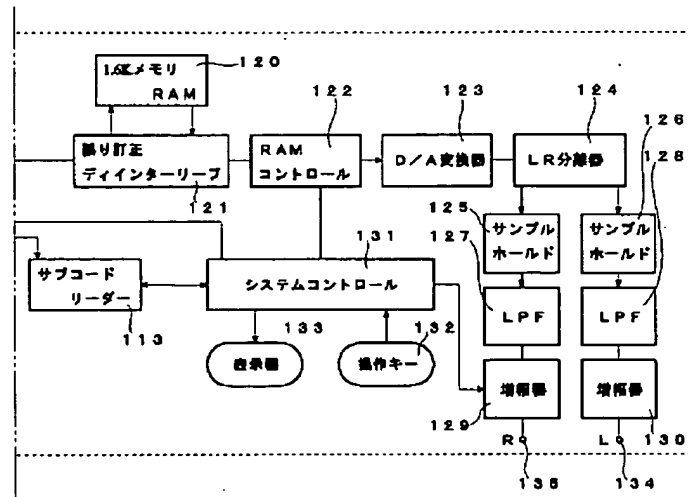 1.6Kメモリ
RAM
120
122
123
124
126
128
誤り訂正
ディインターリーブ
121
RAM
コントロール
D/A変換器
LR分離器
125
サンプル
ホールド
サンプル
ホールド
127
131
サブコード
リーダー
113
システムコントロール
LPF
LPF
133
132
表示器
操作キー
増幅器
増幅器
129
130
R
L
135
134